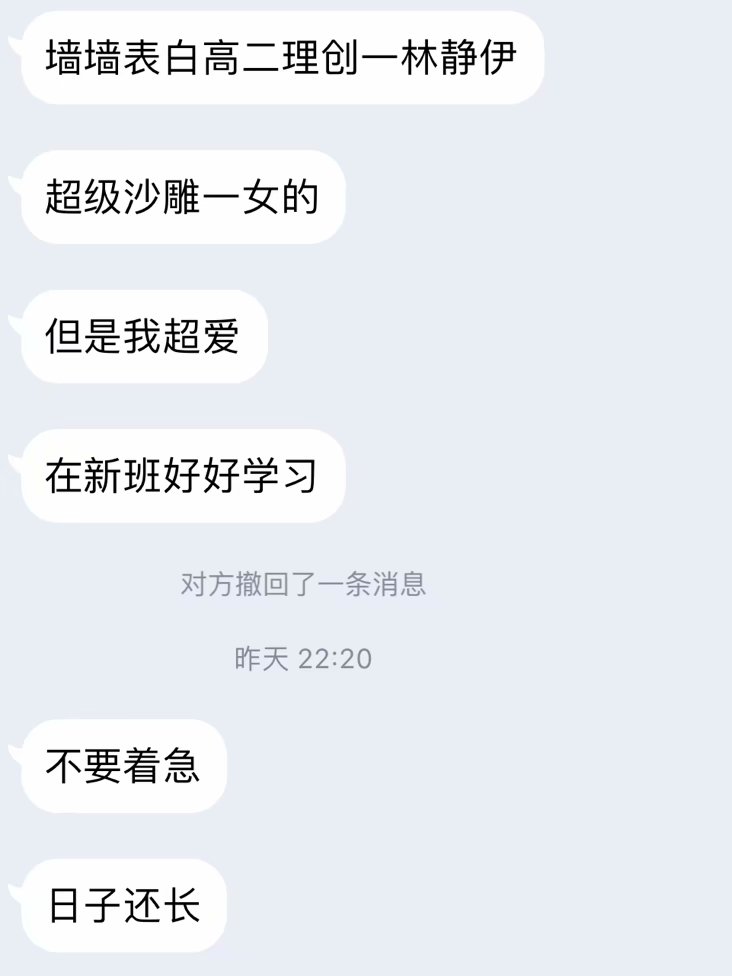 墙墙表白高二理创一林静伊
超级沙雕一女的
但是我超爱
在新班好好学习
对方撤回了一条消息
昨天 22:20
不要着急
日子还长